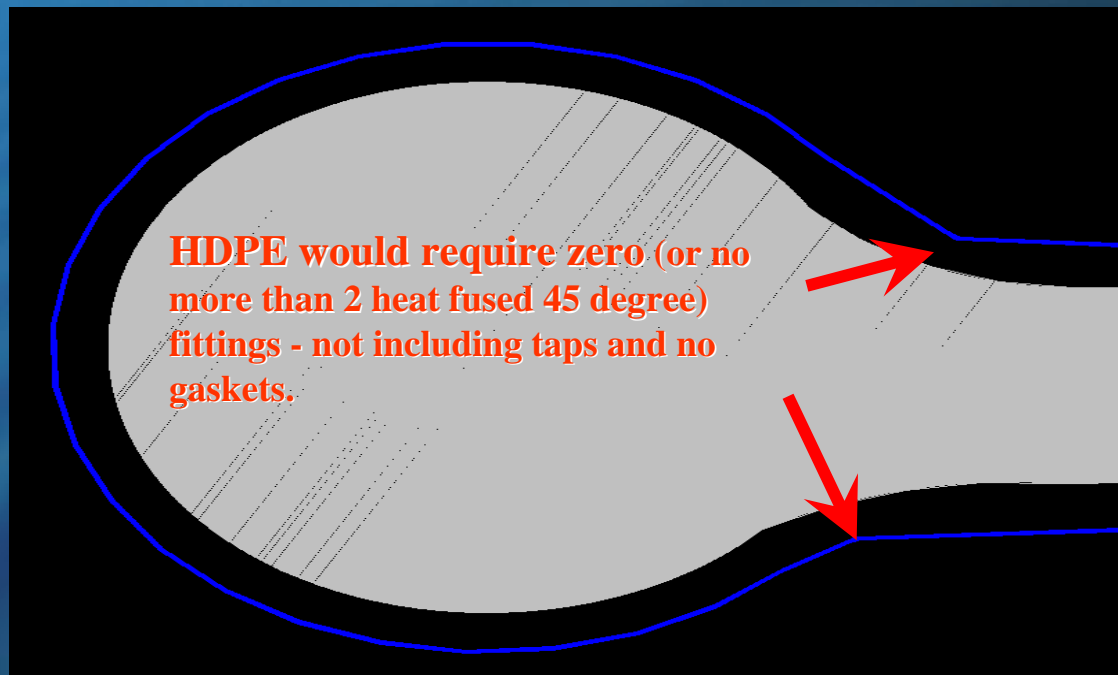 HDPE would require zero (or no
more than 2 heat fused 45 degree)
fittings - not including taps and no
gaskets.